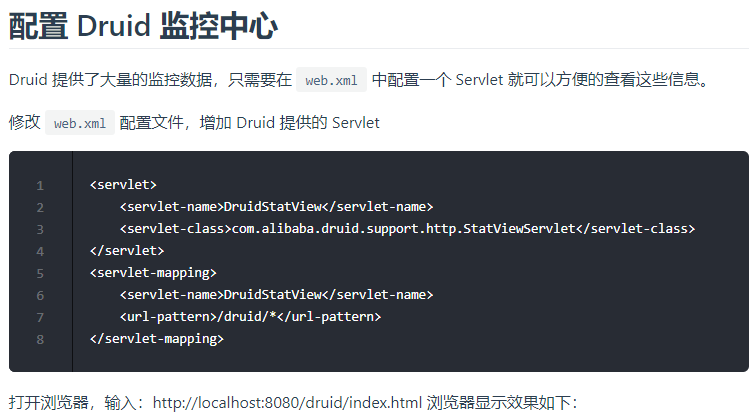 配置 Druid 监控中心
Druid 提供了大量的监控数据，只需要在 web.xml 中配置一个 Servlet 就可以方便的查看这些信息。
修改 web.xml 配置文件，增加 Druid 提供的 Servlet
1 <servlet>
2     <servlet-name>DruidStatView</servlet-name>
3     <servlet-class>com.alibaba.druid.support.http.StatViewServlet</servlet-class>
4 </servlet>
5 <servlet-mapping>
6     <servlet-name>DruidStatView</servlet-name>
7     <url-pattern>/druid/*</url-pattern>
8 </servlet-mapping>
打开浏览器，输入：http://localhost:8080/druid/index.html 浏览器显示效果如下：